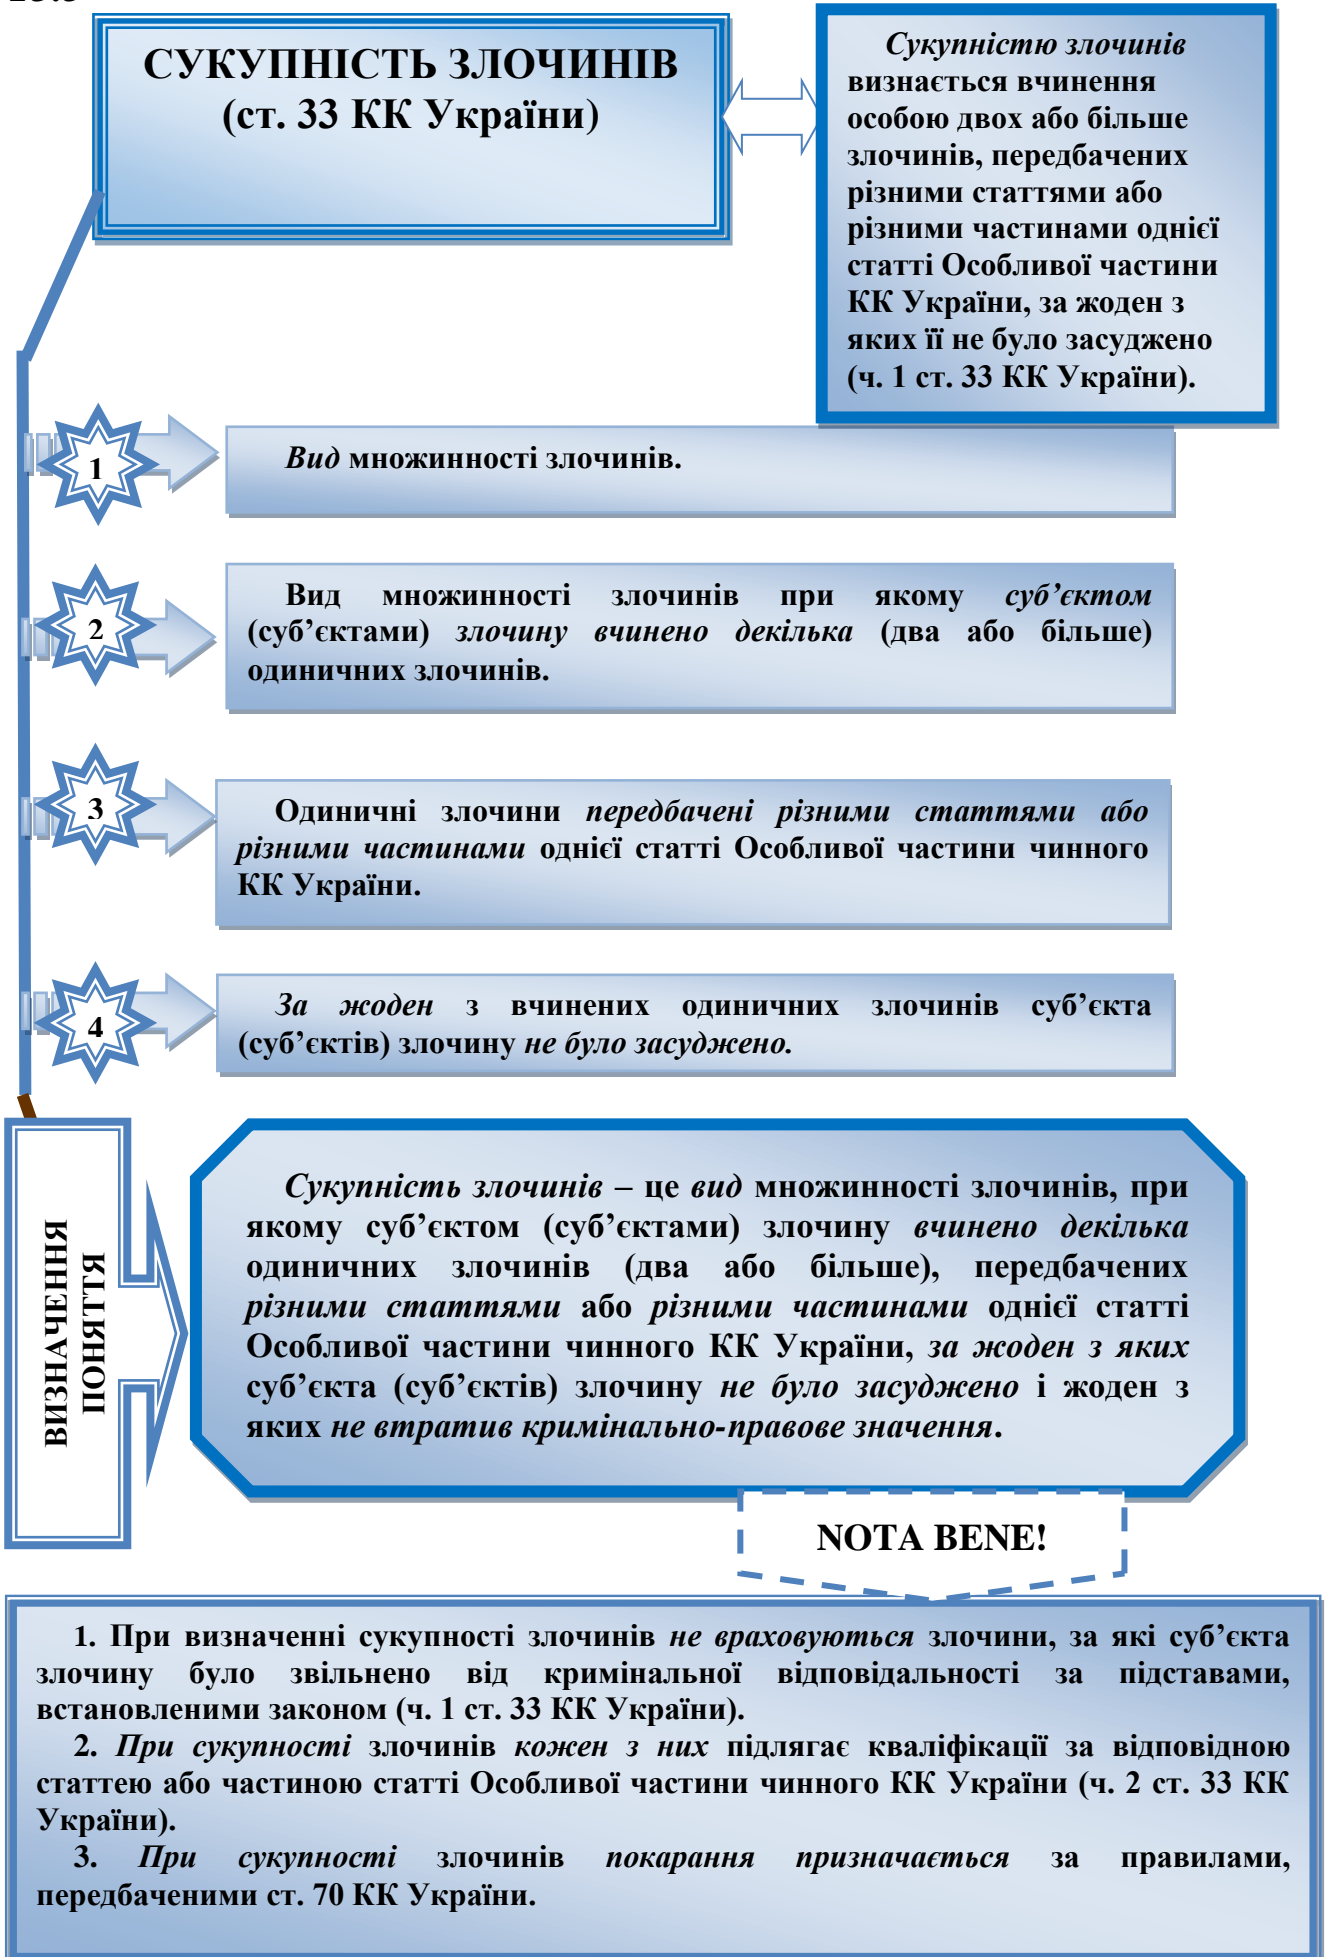 СУКУПНІСТЬ ЗЛОЧИНІВ
(ст. 33 КК України)
Сукупністю злочинів
визнається вчинення
особою двох або більше
злочинів, передбачених
різними статтями або
різними частинами однієї
статті Особливої частини
КК України, за жоден з
яких її не було засуджено
(ч. 1 ст. 33 КК України).
1
Вид множинності злочинів.
2
Вид множинності злочинів при якому суб’єктом
(суб’єктами) злочину вчинено декілька (два або більше)
одиничних злочинів.
3
Одиничні злочини передбачені різними статтями або
різними частинами однієї статті Особливої частини чинного
КК України.
4
За жоден з вчинених одиничних злочинів суб’єкта
(суб’єктів) злочину не було засуджено.
ВИЗНАЧЕННЯ
ПОНЯТТЯ
Сукупність злочинів – це вид множинності злочинів, при
якому суб’єктом (суб’єктами) злочину вчинено декілька
одиничних злочинів (два або більше), передбачених
різними статтями або різними частинами однієї статті
Особливої частини чинного КК України, за жоден з яких
суб’єкта (суб’єктів) злочину не було засуджено і жоден з
яких не втратив кримінально-правове значення.
NOTA BENE!
1. При визначенні сукупності злочинів не враховуються злочини, за які суб’єкта
злочину було звільнено від кримінальної відповідальності за підставами,
встановленими законом (ч. 1 ст. 33 КК України).
2. При сукупності злочинів кожен з них підлягає кваліфікації за відповідною
статтею або частиною статті Особливої частини чинного КК України (ч. 2 ст. 33 КК
України).
3. При сукупності злочинів покарання призначається за правилами,
передбаченими ст. 70 КК України.